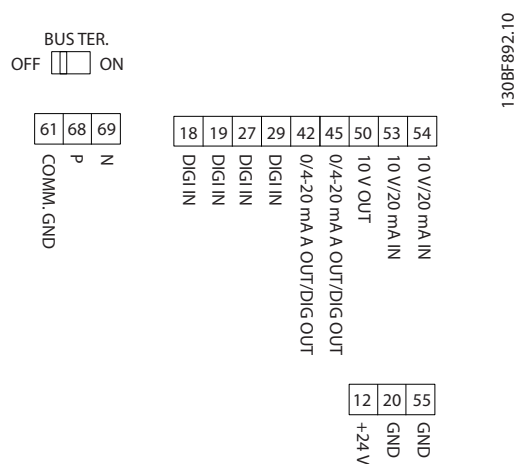 130BF892.10
BUS TER.
OFF ON
61 68 69
COMM. GND
P
N
18 19 27 29 42 45 50 53 54
DIGI IN
DIGI IN
DIGI IN
DIGI IN
0/4-20 mA A OUT/DIG OUT
0/4-20 mA A OUT/DIG OUT
10 V OUT
10 V/20 mA IN
10 V/20 mA IN
12 20 55
+24 V
GND
GND